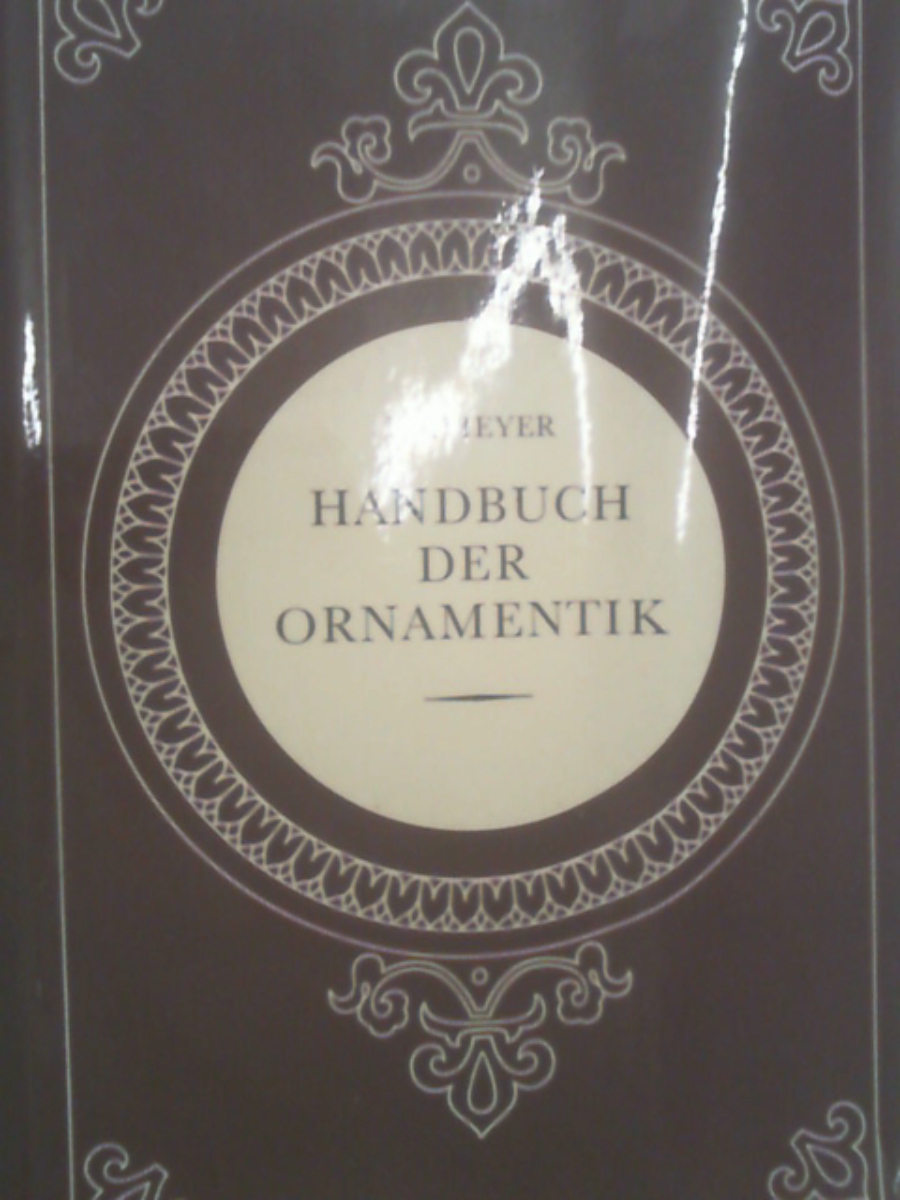 MEYER
HANDBUCH
DER
ORNAMENTIK